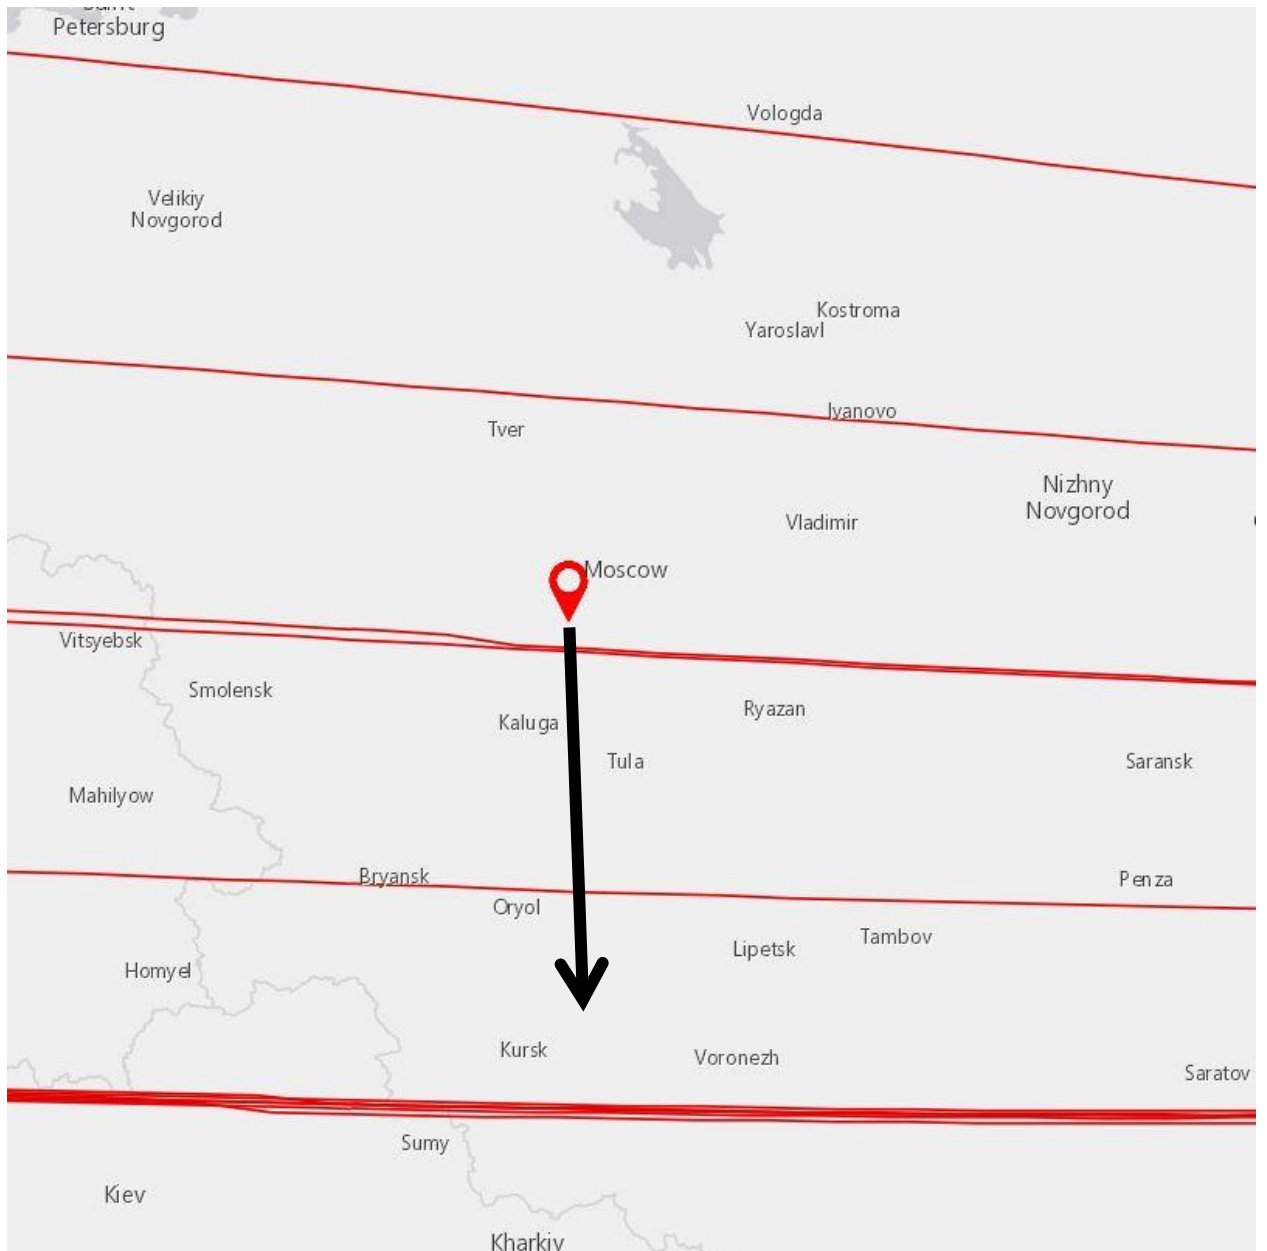 Saint
Petersburg
Vologda
Velikiy
Novgorod
Kostroma
Yaroslavl
Ivanovo
Tver
Nizhny
Novgorod
Vladimir
Moscow
Vitsyebsk
Smolensk
Ryazan
Kaluga
Tula
Saransk
Mahilyow
Bryansk
Penza
Oryol
Tambov
Lipetsk
Homyel
Kursk
Voronezh
Saratov
Sumy
Kiev
Kharkiv